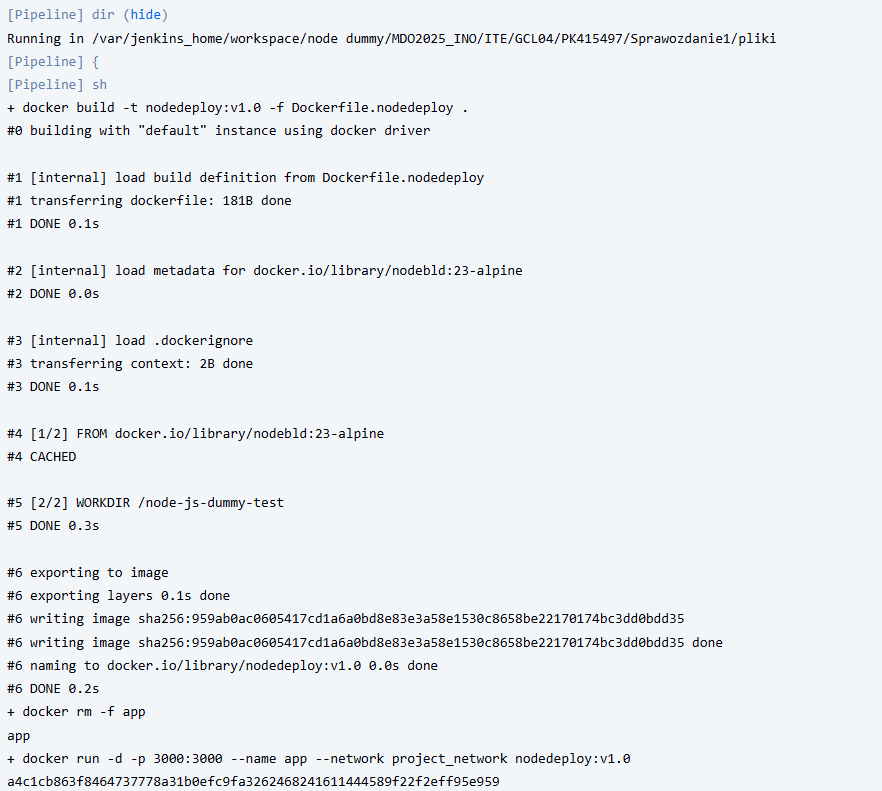 [Pipeline] dir (hide)
Running in /var/jenkins_home/workspace/node dummy/MDO2025_INO/ITE/GCL04/PK415497/Sprawozdanie1/pliki
[Pipeline] {
[Pipeline] sh
+ docker build -t nodedeploy:v1.0 -f Dockerfile.nodedeploy .
#0 building with "default" instance using docker driver
#1 [internal] load build definition from Dockerfile.nodedeploy
#1 transferring dockerfile: 181B done
#1 DONE 0.1s
#2 [internal] load metadata for docker.io/library/nodebld:23-alpine
#2 DONE 0.0s
#3 [internal] load .dockerignore
#3 transferring context: 2B done
#3 DONE 0.1s
#4 [1/2] FROM docker.io/library/nodebld:23-alpine
#4 CACHED
#5 [2/2] WORKDIR /node-js-dummy-test
#5 DONE 0.3s
#6 exporting to image
#6 exporting layers 0.1s done
#6 writing image sha256:959ab0ac0605417cd1a6a0bd8e83e3a58e1530c8658be22170174bc3dd0bdd35
#6 writing image sha256:959ab0ac0605417cd1a6a0bd8e83e3a58e1530c8658be22170174bc3dd0bdd35 done
#6 naming to docker.io/library/nodedeploy:v1.0 0.0s done
#6 DONE 0.2s
+ docker rm -f app
app
+ docker run -d -p 3000:3000 --name app --network project_network nodedeploy:v1.0
a4c1cb863f8464737778a31b0efc9fa3262468241611444589f22f2eff95e959